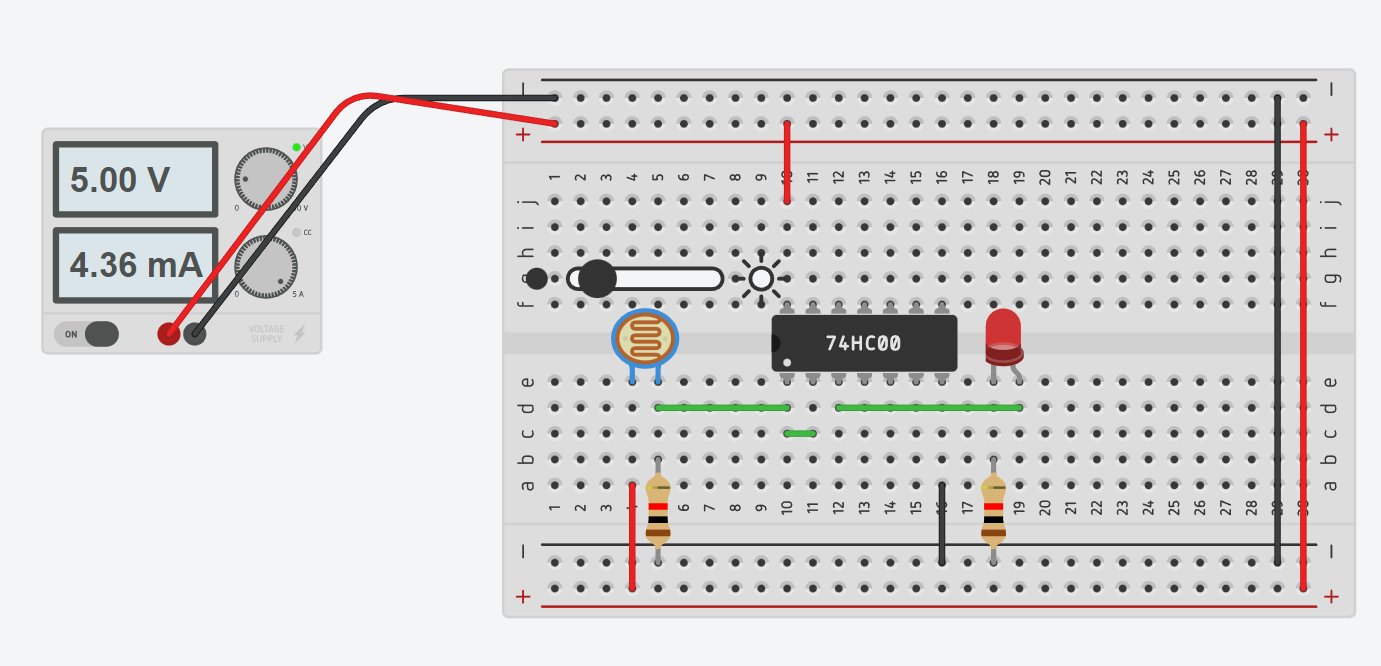 5.00 V
0
4.36 mA
CC
0
5 A
ON
VOLTAGE
SUPPLY
−
−
+
+
1 2 3 4 5 6 7 8 9 10 11 12 13 14 15 16 17 18 19 20 21 22 23 24 25 26 27 28 29 30
j j
i i
h h
g g
f f
74HC00
e e
d d
c c
b b
a a
1 2 3 4 5 6 7 8 9 10 11 12 13 14 15 16 17 18 19 20 21 22 23 24 25 26 27 28 29 30
−
−
+
+